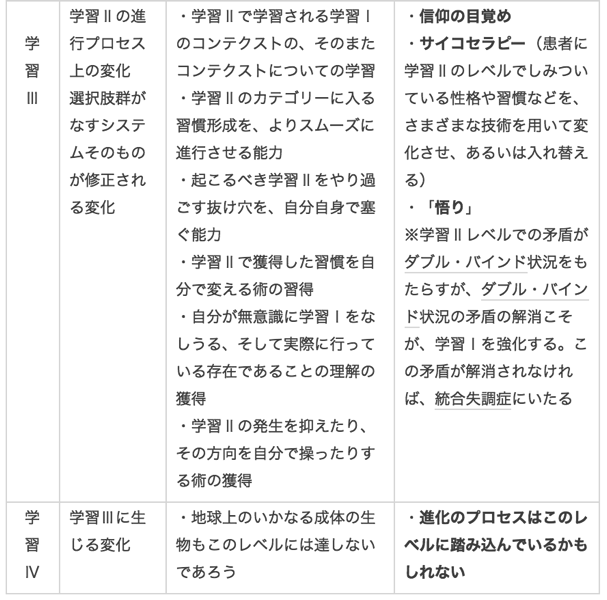 学
習
Ⅲ
学習Ⅱの進
行プロセス
上の変化
選択肢群が
なすシステ
ムそのもの
が修正され
る変化
・学習Ⅱで学習される学習Ⅰ
のコンテクストの、そのまた
コンテクストについての学習
・学習Ⅱのカテゴリーに入る
習慣形成を、よりスムーズに
進行させる能力
・起こるべき学習Ⅱをやり過
ごす抜け穴を、自分自身で塞
ぐ能力
・学習Ⅱで獲得した習慣を自
分で変える術の習得
・自分が無意識に学習Ⅰをな
しうる、そして実際に行って
いる存在であることの理解の
獲得
・学習Ⅱの発生を抑えたり、
その方向を自分で操ったりす
る術の獲得
・信仰の目覚め
・サイコセラピー（患者に
学習Ⅱのレベルでしみつい
ている性格や習慣などを、
さまざまな技術を用いて変
化させ、あるいは入れ替え
る）
・「悟り」
※学習Ⅱレベルでの矛盾が
ダブル・バインド状況をも
たらすが、ダブル・バイン
ド状況の矛盾の解消こそ
が、学習Ⅰを強化する。こ
の矛盾が解消されなけれ
ば、統合失調症にいたる
学
習
Ⅳ
学習Ⅲに生
じる変化
・地球上のいかなる成体の生
物もこのレベルには達しない
であろう
・進化のプロセスはこのレ
ベルに踏み込んでいるかも
しれない